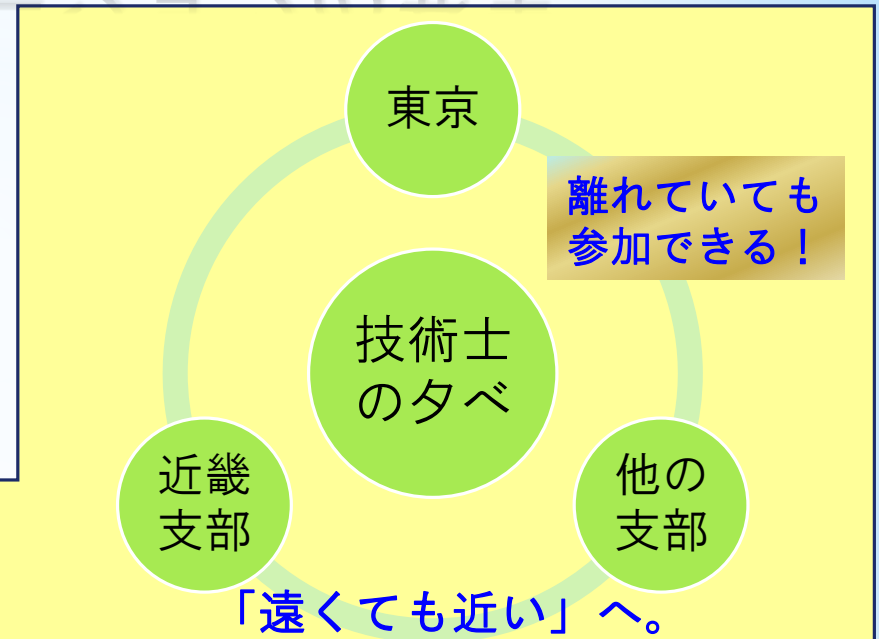 東京
離れていても
参加できる！
技術士
の夕べ
近畿
支部
他の
支部
「遠くても近い」へ。